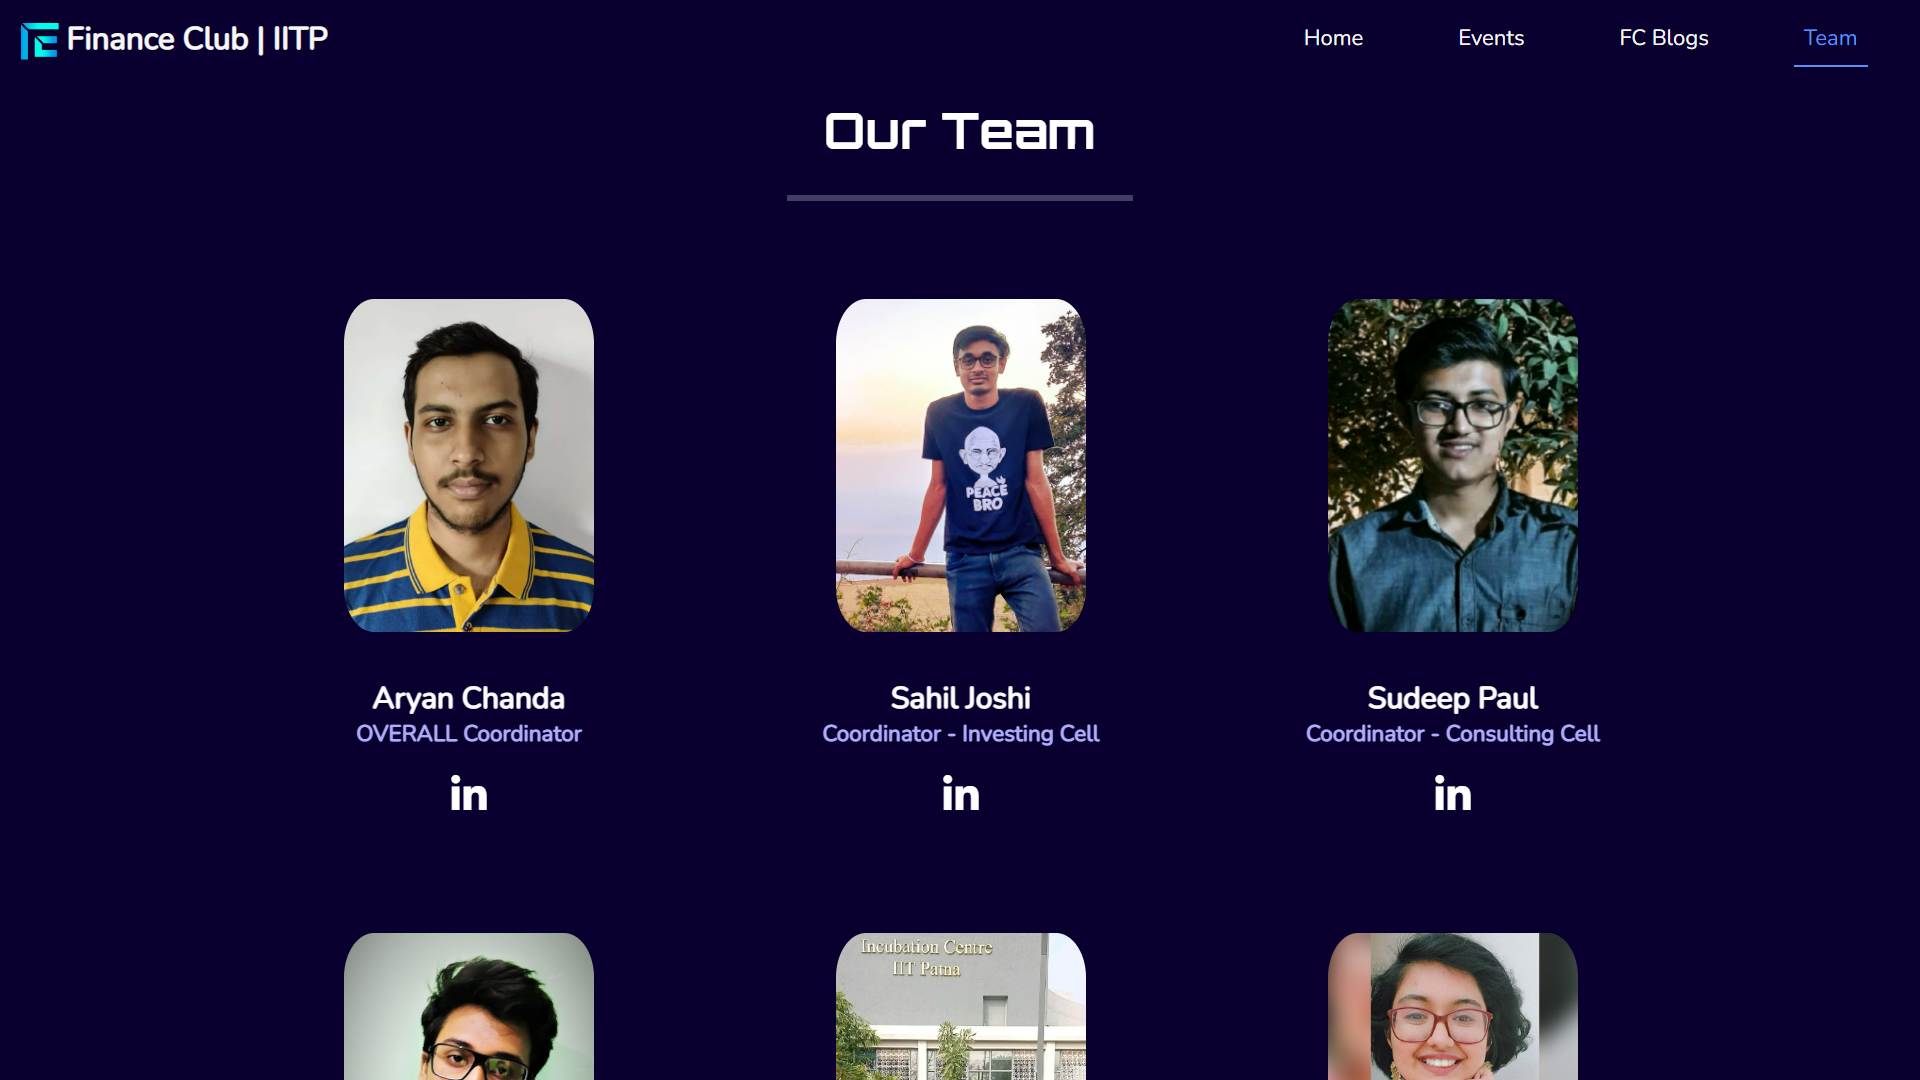 Finance Club | IITP
Home
Events
FC Blogs
Team
Our Team
PEACE
BRO
Aryan Chanda
OVERALL Coordinator
in
Sahil Joshi
Coordinator - Investing Cell
in
Sudeep Paul
Coordinator - Consulting Cell
in
Incubation Centre
IIT Patna